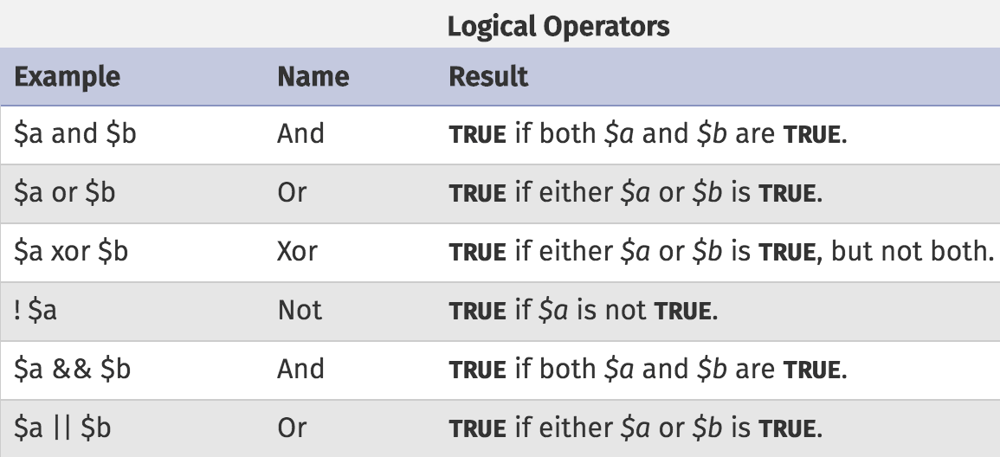 Logical Operators
Example Name Result
$a and $b And TRUE if both $a and $b are TRUE.
$a or $b Or TRUE if either $a or $b is TRUE.
$a xor $b Xor TRUE if either $a or $b is TRUE, but not both.
! $a Not TRUE if $a is not TRUE.
$a && $b And TRUE if both $a and $b are TRUE.
$a || $b Or TRUE if either $a or $b is TRUE.